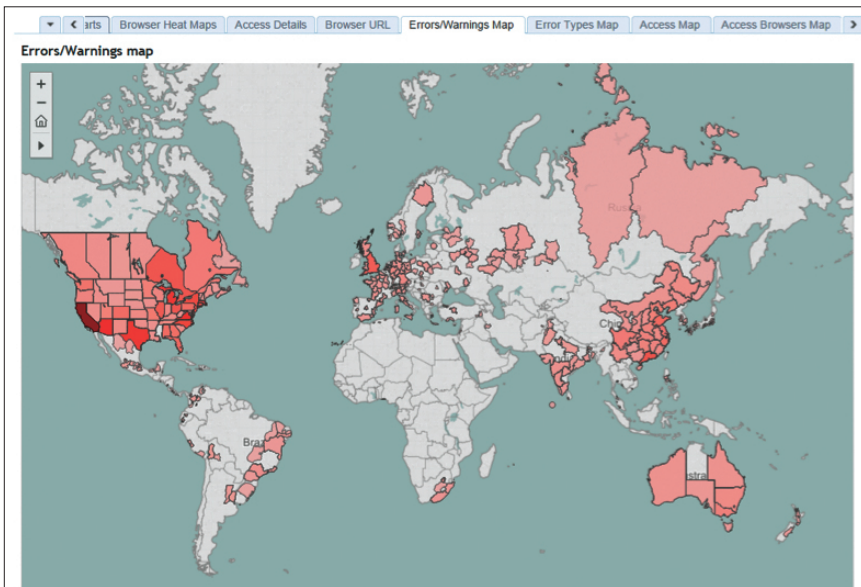 arts Browser Heat Maps Access Details Browser URL Errors/Warnings Map Error Types Map Access Map Access Browsers Map
Errors/Warnings map
+
−
Russia